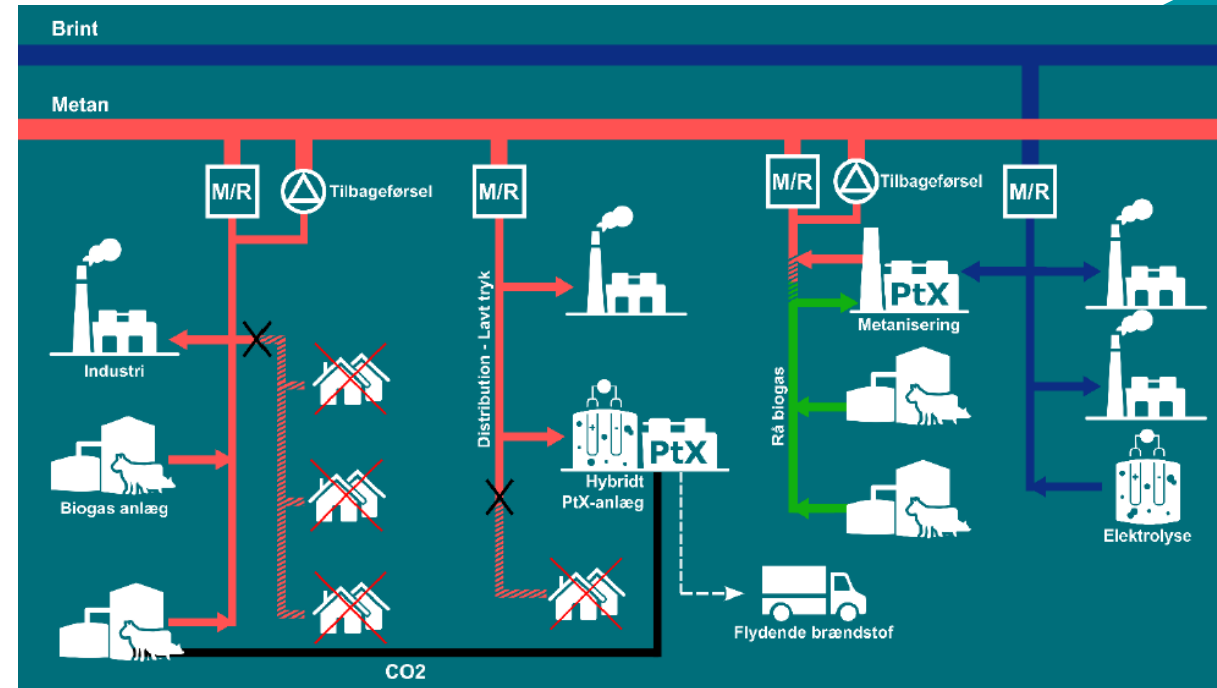 Brint
Metan
M/R
Tilbageførsel
M/R
M/R
Tilbageførsel
M/R
Industri
Biogas anlæg
Distribution - Lavt tryk
PtX
Hybridt
PtX-anlæg
PtX
Metanisering
Rå biogas
Elektrolyse
Flydende brændstof
CO2